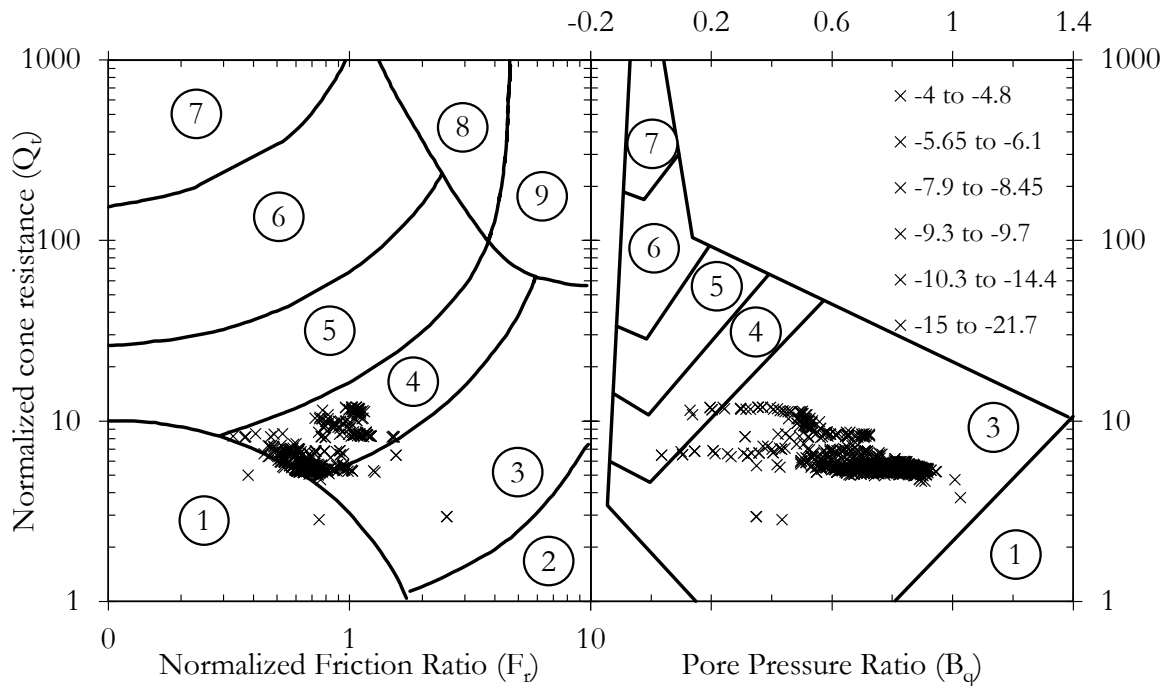 -0.2 0.2 0.6 1 1.4
1000 1000
7 8 7 -4 to -4.8
-5.65 to -6.1
9 -7.9 to -8.45
6 6 -9.3 to -9.7
100 100
5 -10.3 to -14.4
5 4 -15 to -21.7
4
10 10
3
3
1 2 1
1 1
0 1 10
Normalized cone resistance (Qt)
Normalized Friction Ratio (Fr) Pore Pressure Ratio (Bq)